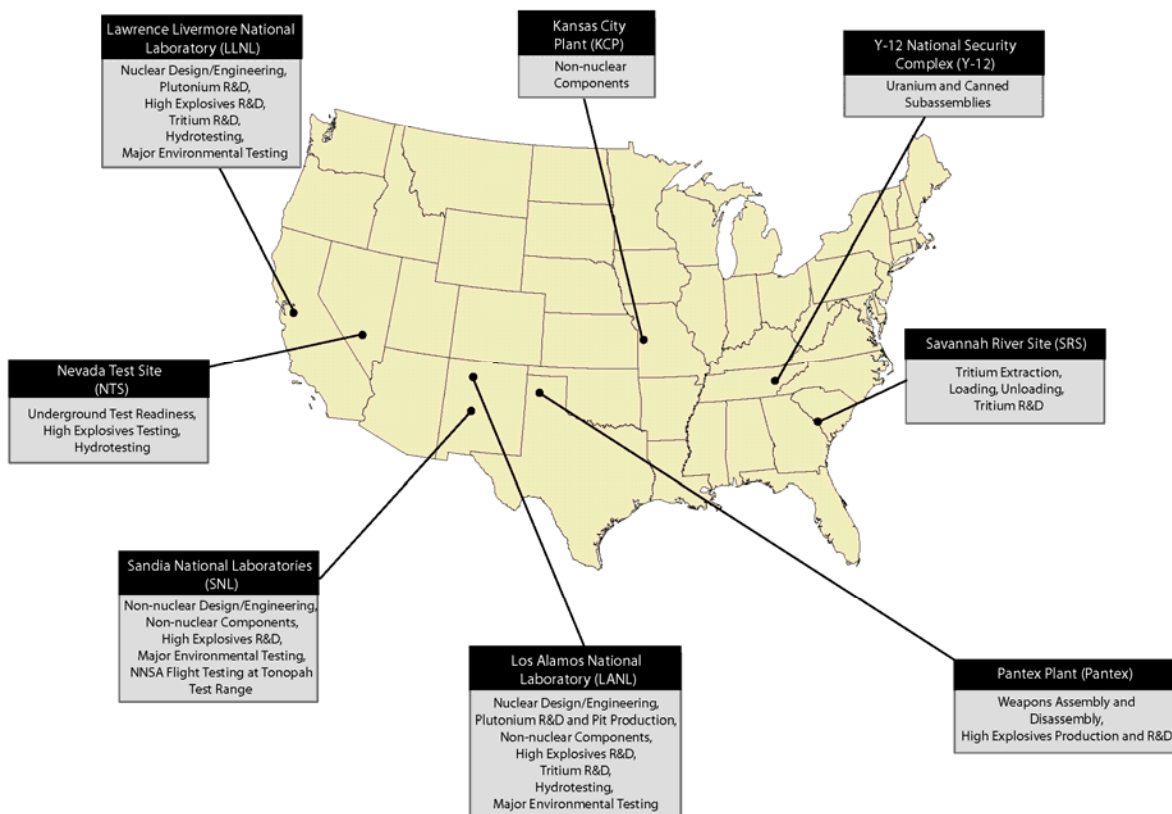 Lawrence Livermore National
Laboratory (LLNL)
Nuclear Design/Engineering,
Plutonium R&D,
High Explosives R&D,
Tritium R&D,
Hydrotesting,
Major Environmental Testing
Kansas City
Plant (KCP)
Non-nuclear
Components
Y-12 National Security
Complex (Y-12)
Uranium and Canned
Subassemblies
Nevada Test Site
(NTS)
Underground Test Readiness,
High Explosives Testing,
Hydrotesting
Savannah River Site (SRS)
Tritium Extraction,
Loading, Unloading,
Tritium R&D
Sandia National Laboratories
(SNL)
Non-nuclear Design/Engineering,
Non-nuclear Components,
High Explosives R&D,
Major Environmental Testing,
NNSA Flight Testing at Tonopah
Test Range
Los Alamos National
Laboratory (LANL)
Nuclear Design/Engineering,
Plutonium R&D and Pit Production,
Non-nuclear Components,
High Explosives R&D,
Tritium R&D,
Hydrotesting,
Major Environmental Testing
Pantex Plant (Pantex)
Weapons Assembly and
Disassembly,
High Explosives Production and R&D